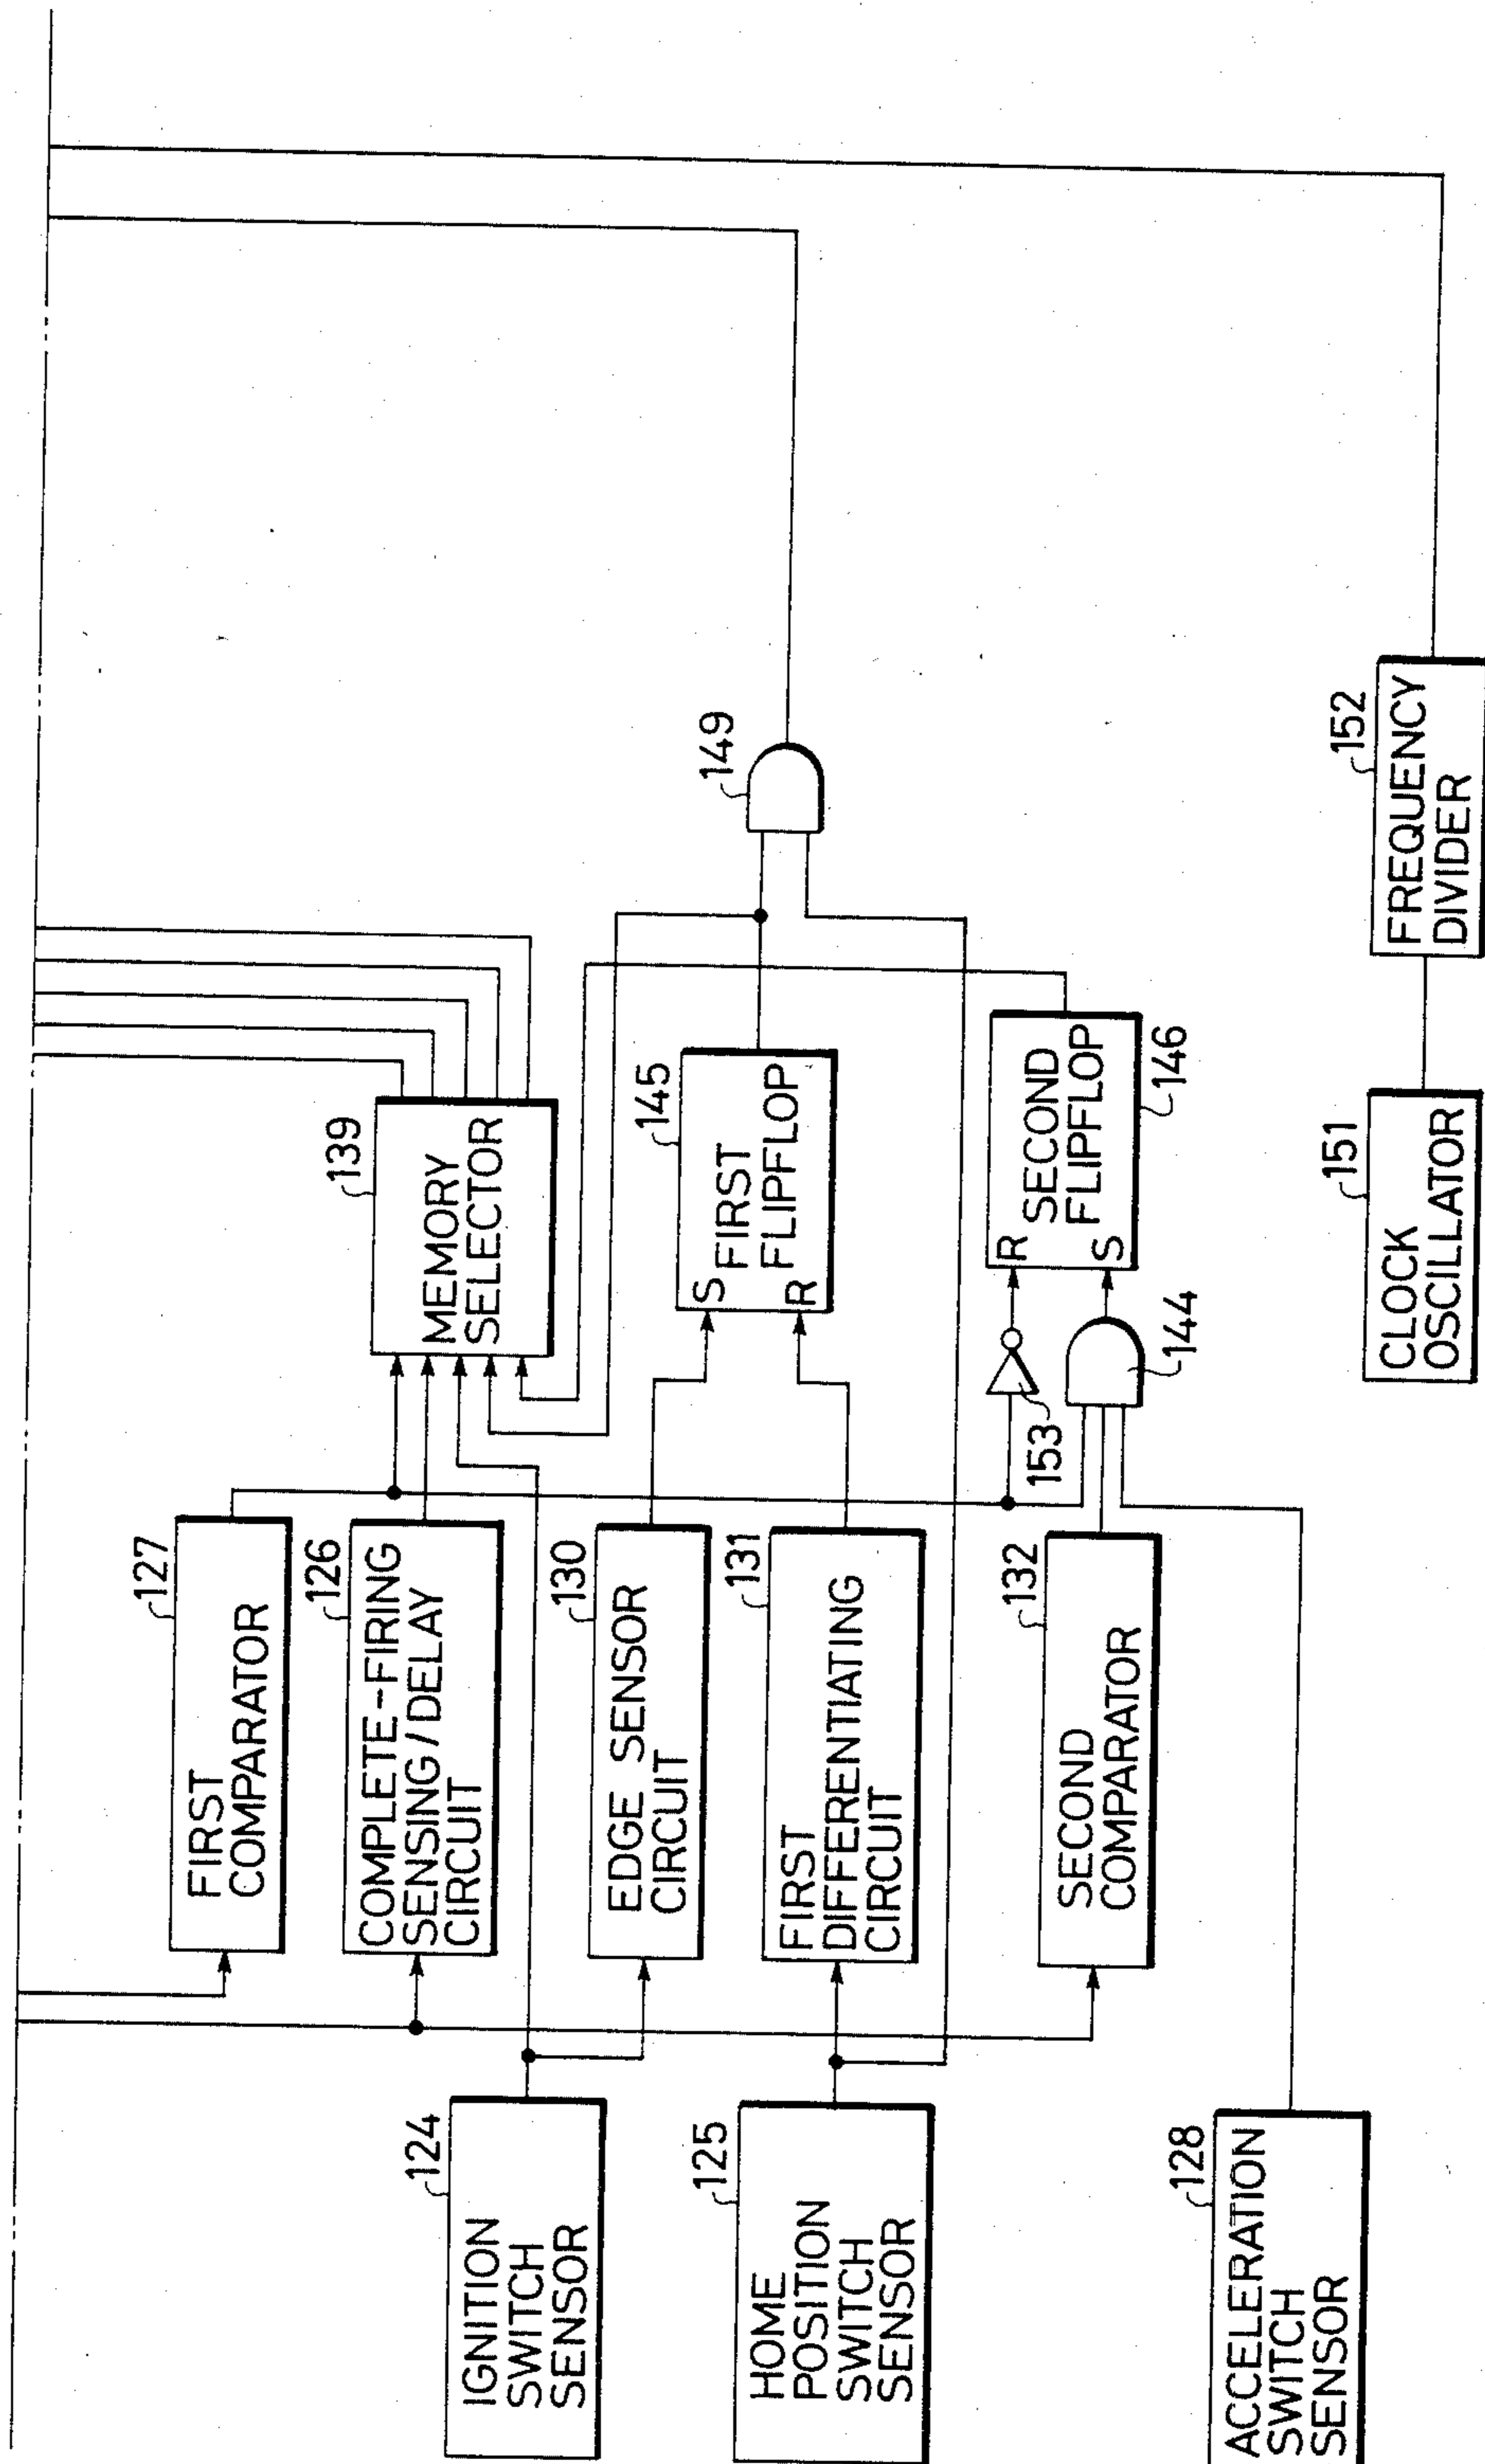 127
FIRST
COMPARATOR
126
COMPLETE-FIRING
SENSING/DELAY
CIRCUIT
139
MEMORY
SELECTOR
124
IGNITION
SWITCH
SENSOR
130
EDGE SENSOR
CIRCUIT
145
S
R
FIRST
FLIPFLOP
149
125
HOME
POSITION
SWITCH
SENSOR
131
FIRST
DIFFERENTIATING
CIRCUIT
153
R
S
SECOND
FLIPFLOP
146
132
SECOND
COMPARATOR
144
128
ACCELERATION
SWITCH
SENSOR
151
CLOCK
OSCILLATOR
152
FREQUENCY
DIVIDER